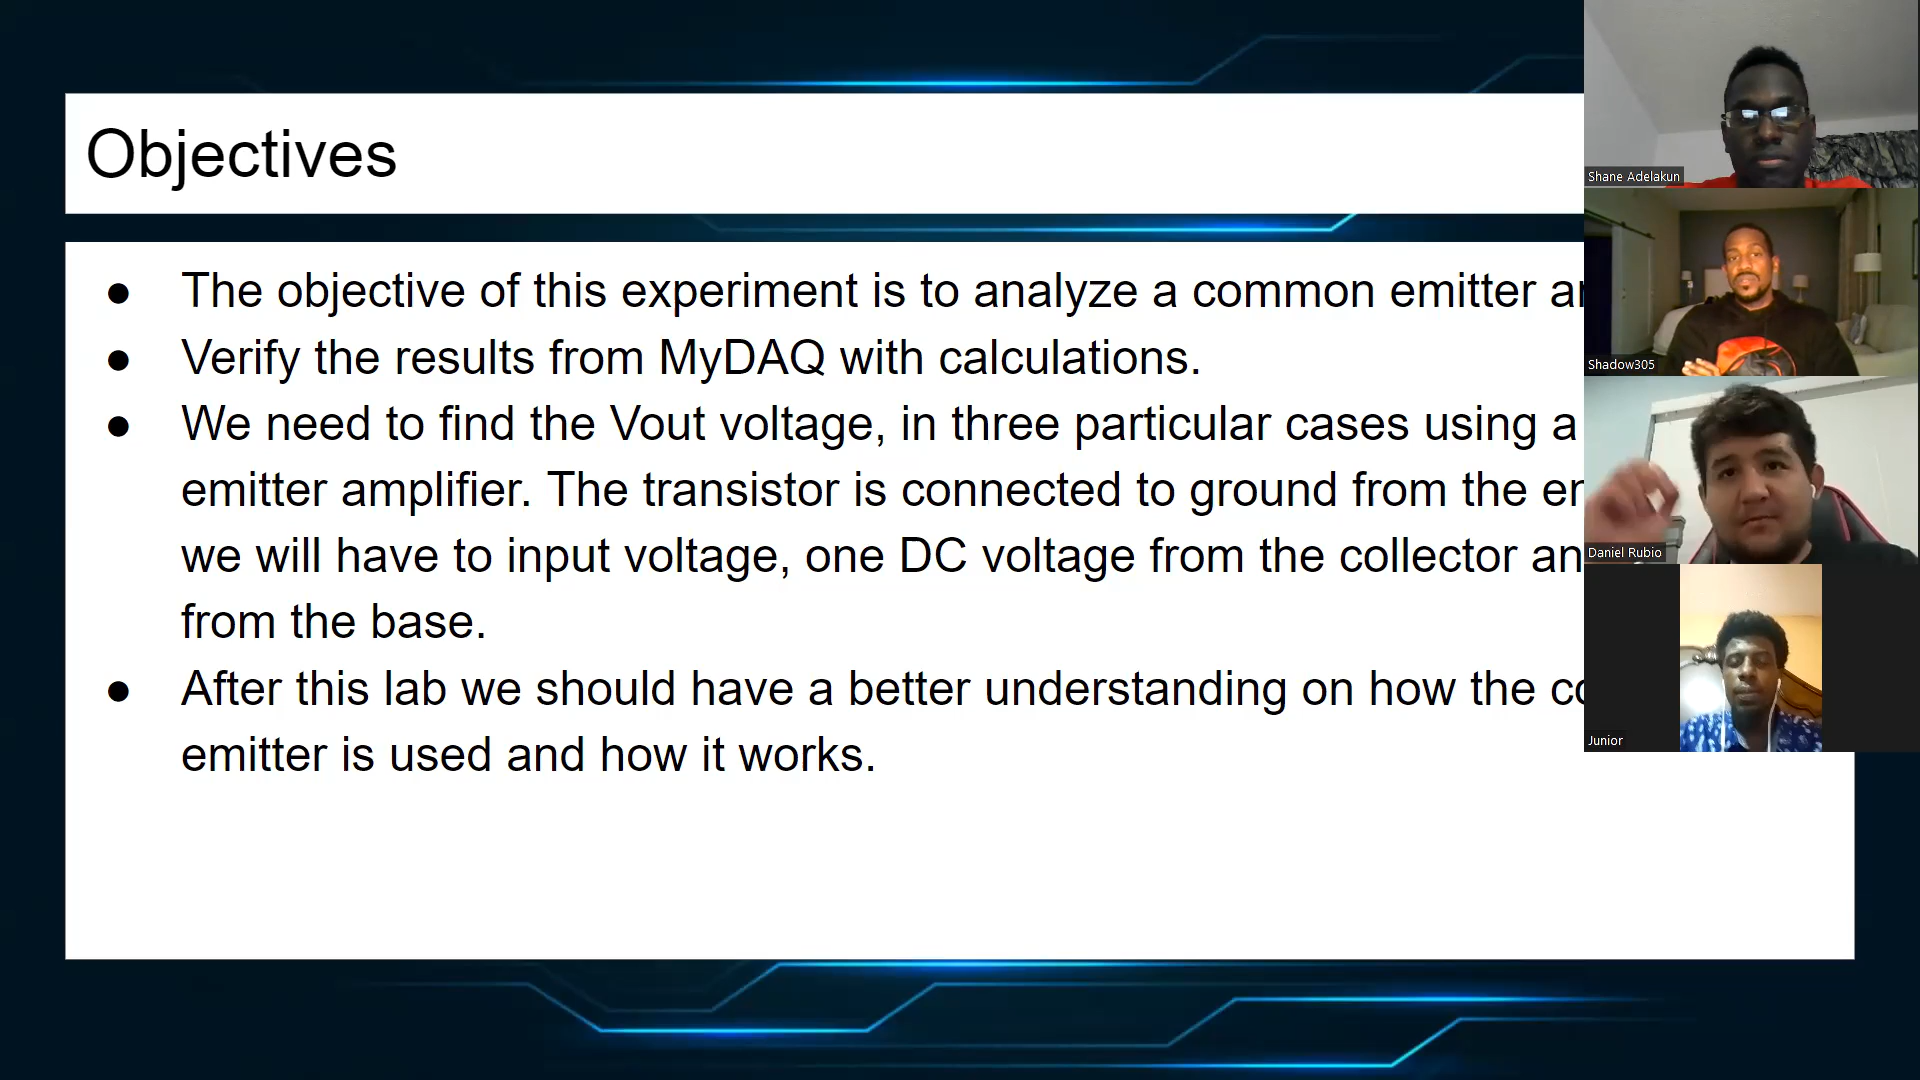 Objectives
● The objective of this experiment is to analyze a common emitter
● Verify the results from MyDAQ with calculations.
● We need to find the Vout voltage, in three particular cases using a
emitter amplifier. The transistor is connected to ground from the
we will have to input voltage, one DC voltage from the collector
from the base.
● After this lab we should have a better understanding on how the
emitter is used and how it works.
Shane Adelakun
Shadow305
Daniel Rubio
Junior